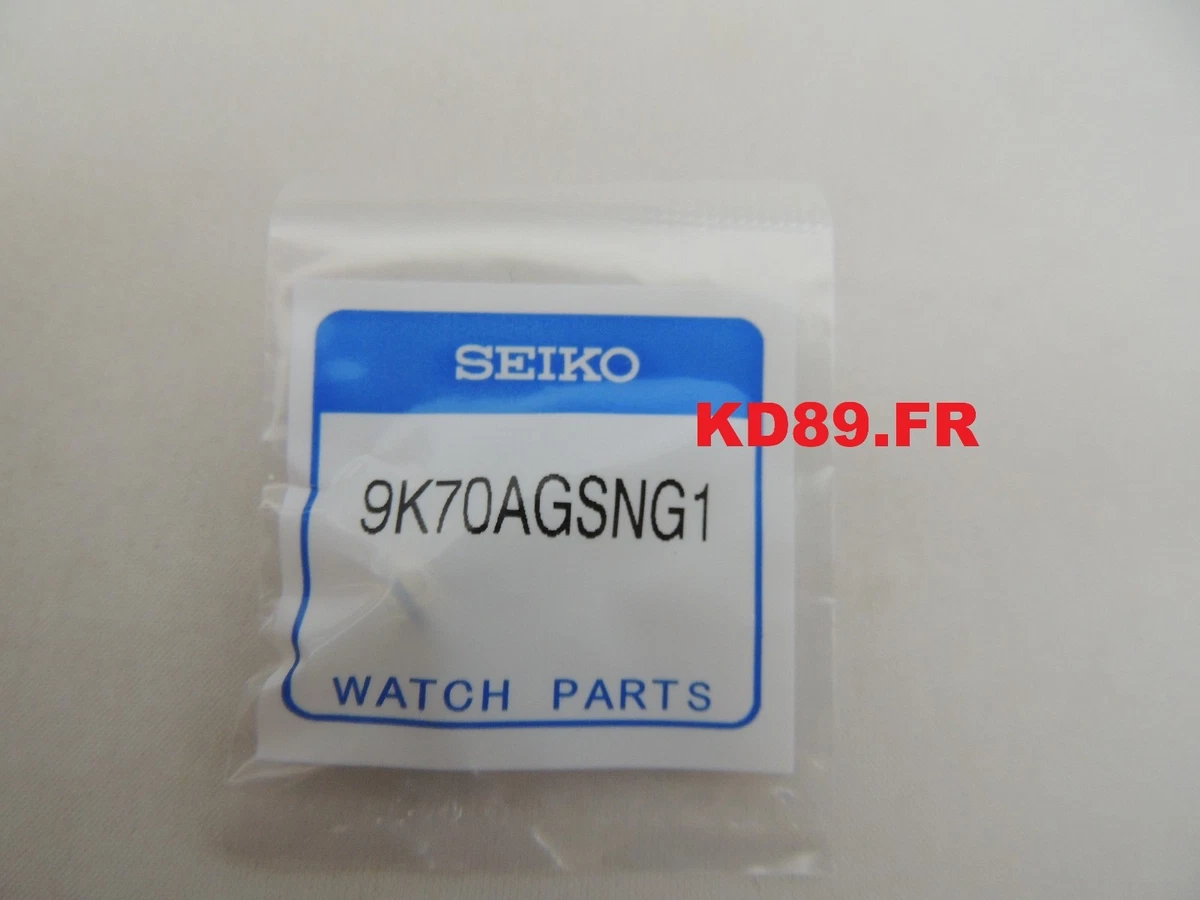 SEIKO
KD89.FR
9K70AGSNG1
WATCH PARTS